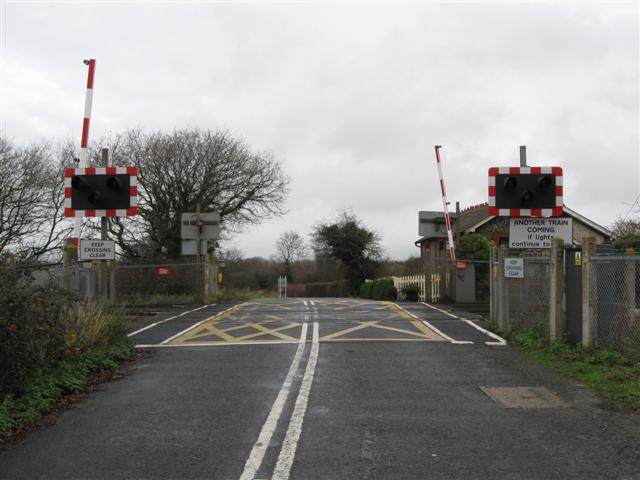 KEEP
CROSSING
CLEAR
ANOTHER TRAIN
COMING
if lights
continue to
KEEP
CROSSING
CLEAR